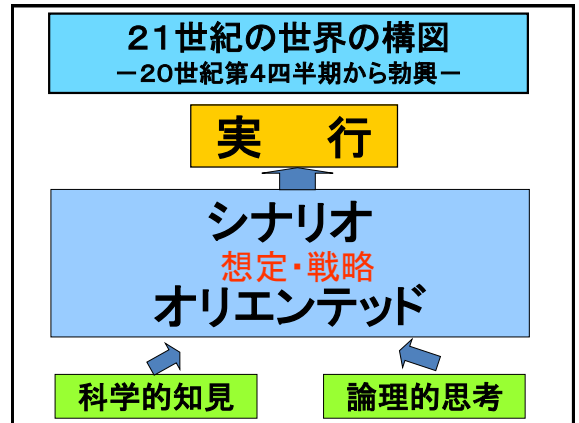 21世紀の世界の構図
－20世紀第4四半期から勃興－
実　行
シナリオ
想定・戦略
オリエンテッド
科学的知見
論理的思考